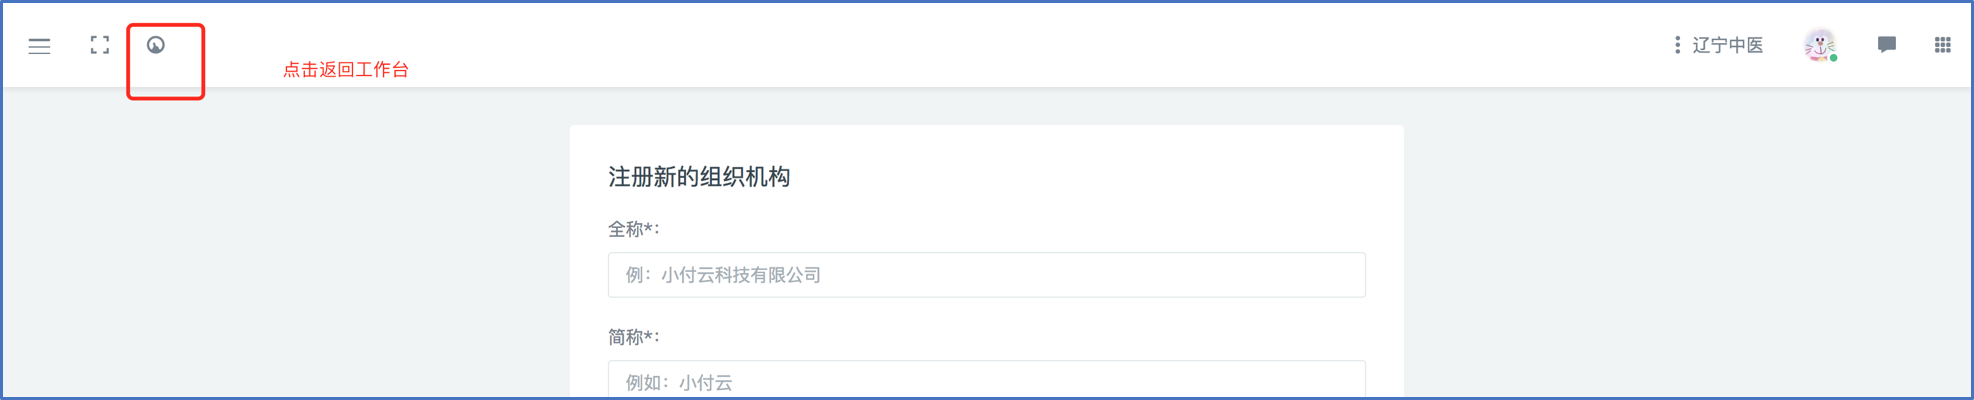 点击返回工作台
辽宁中医
注册新的组织机构
全称*：
例：小付云科技有限公司
简称*：
例如：小付云